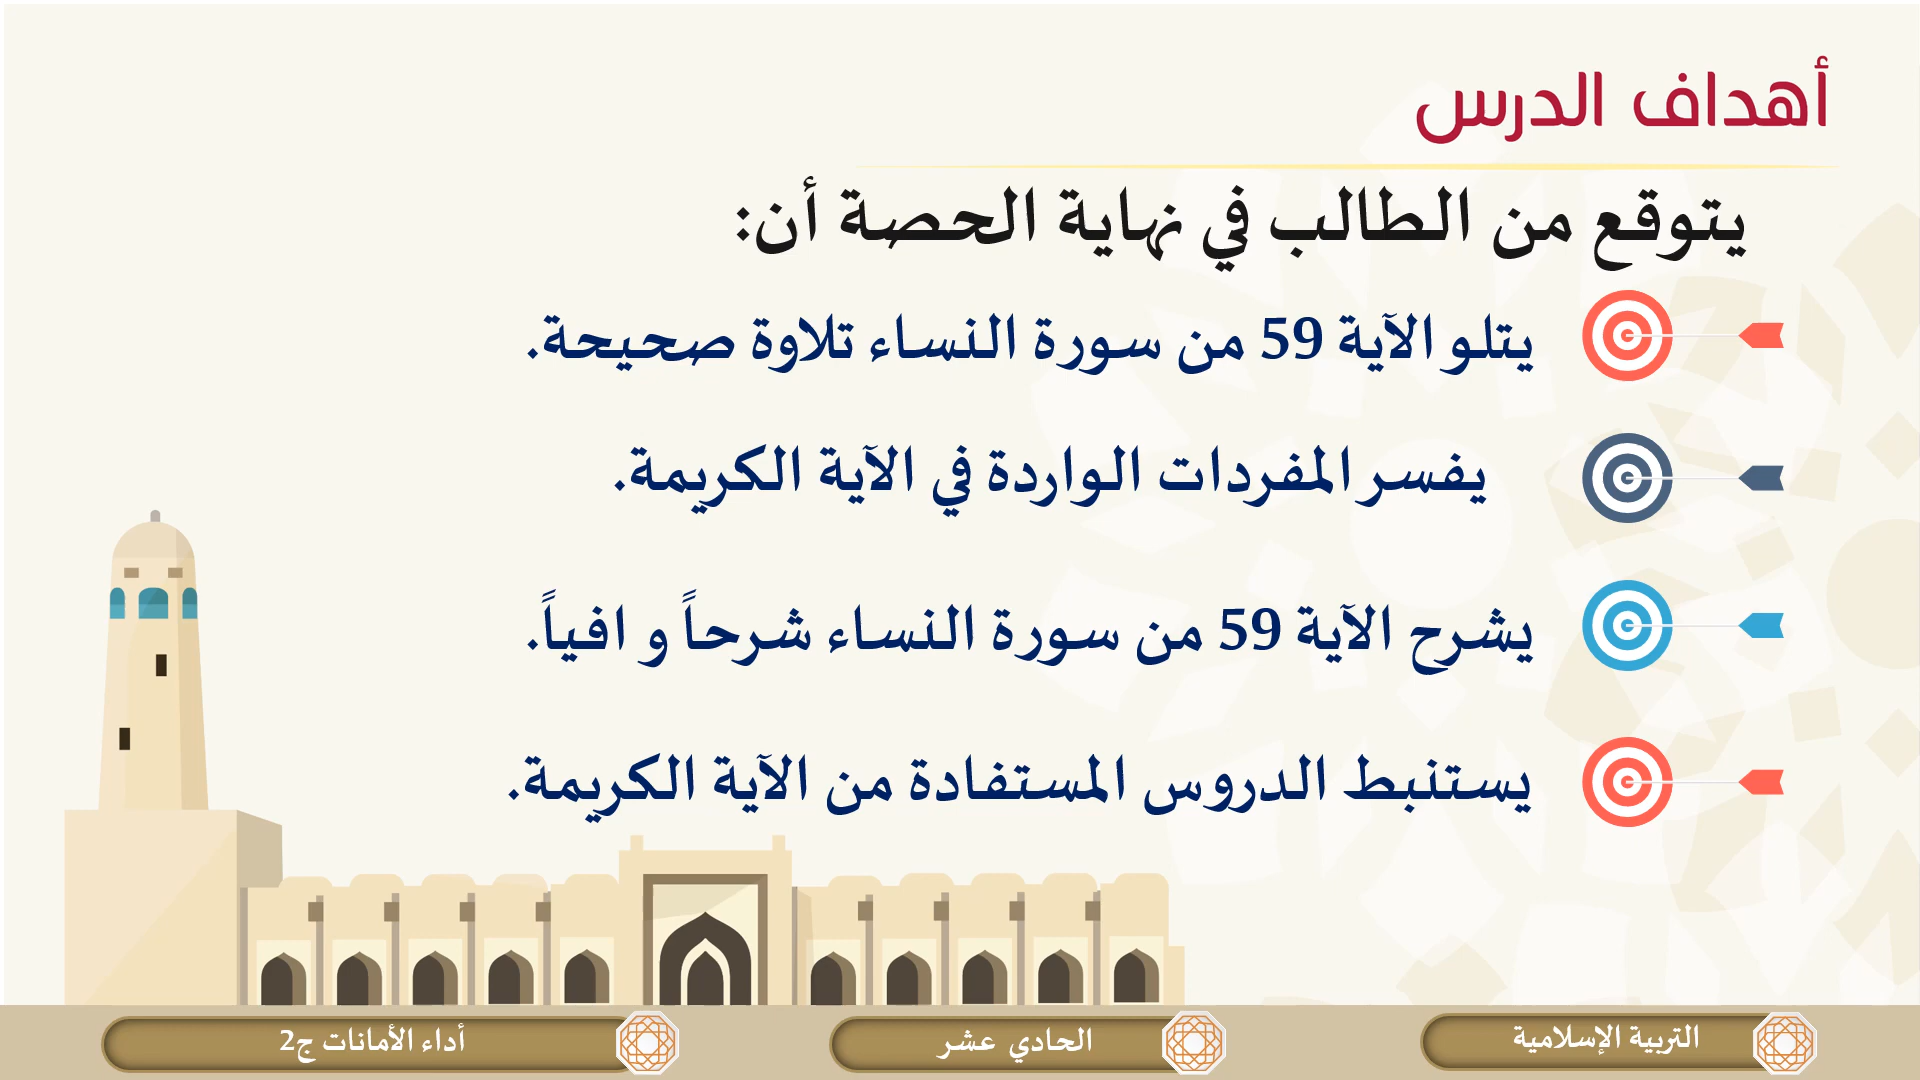 أهداف الدرس
يتوقع من الطالب في نهاية الحصة أن:
يتلو الآية 59 من سورة النساء تلاوة صحيحة.
يفسر المفردات الواردة في الآية الكريمة.
يشرح الآية 59 من سورة النساء شرحاً و افياً.
يستنبط الدروس المستفادة من الآية الكريمة.
التربية الإسلامية
الحادي عشر
أداء الأمانات ج2